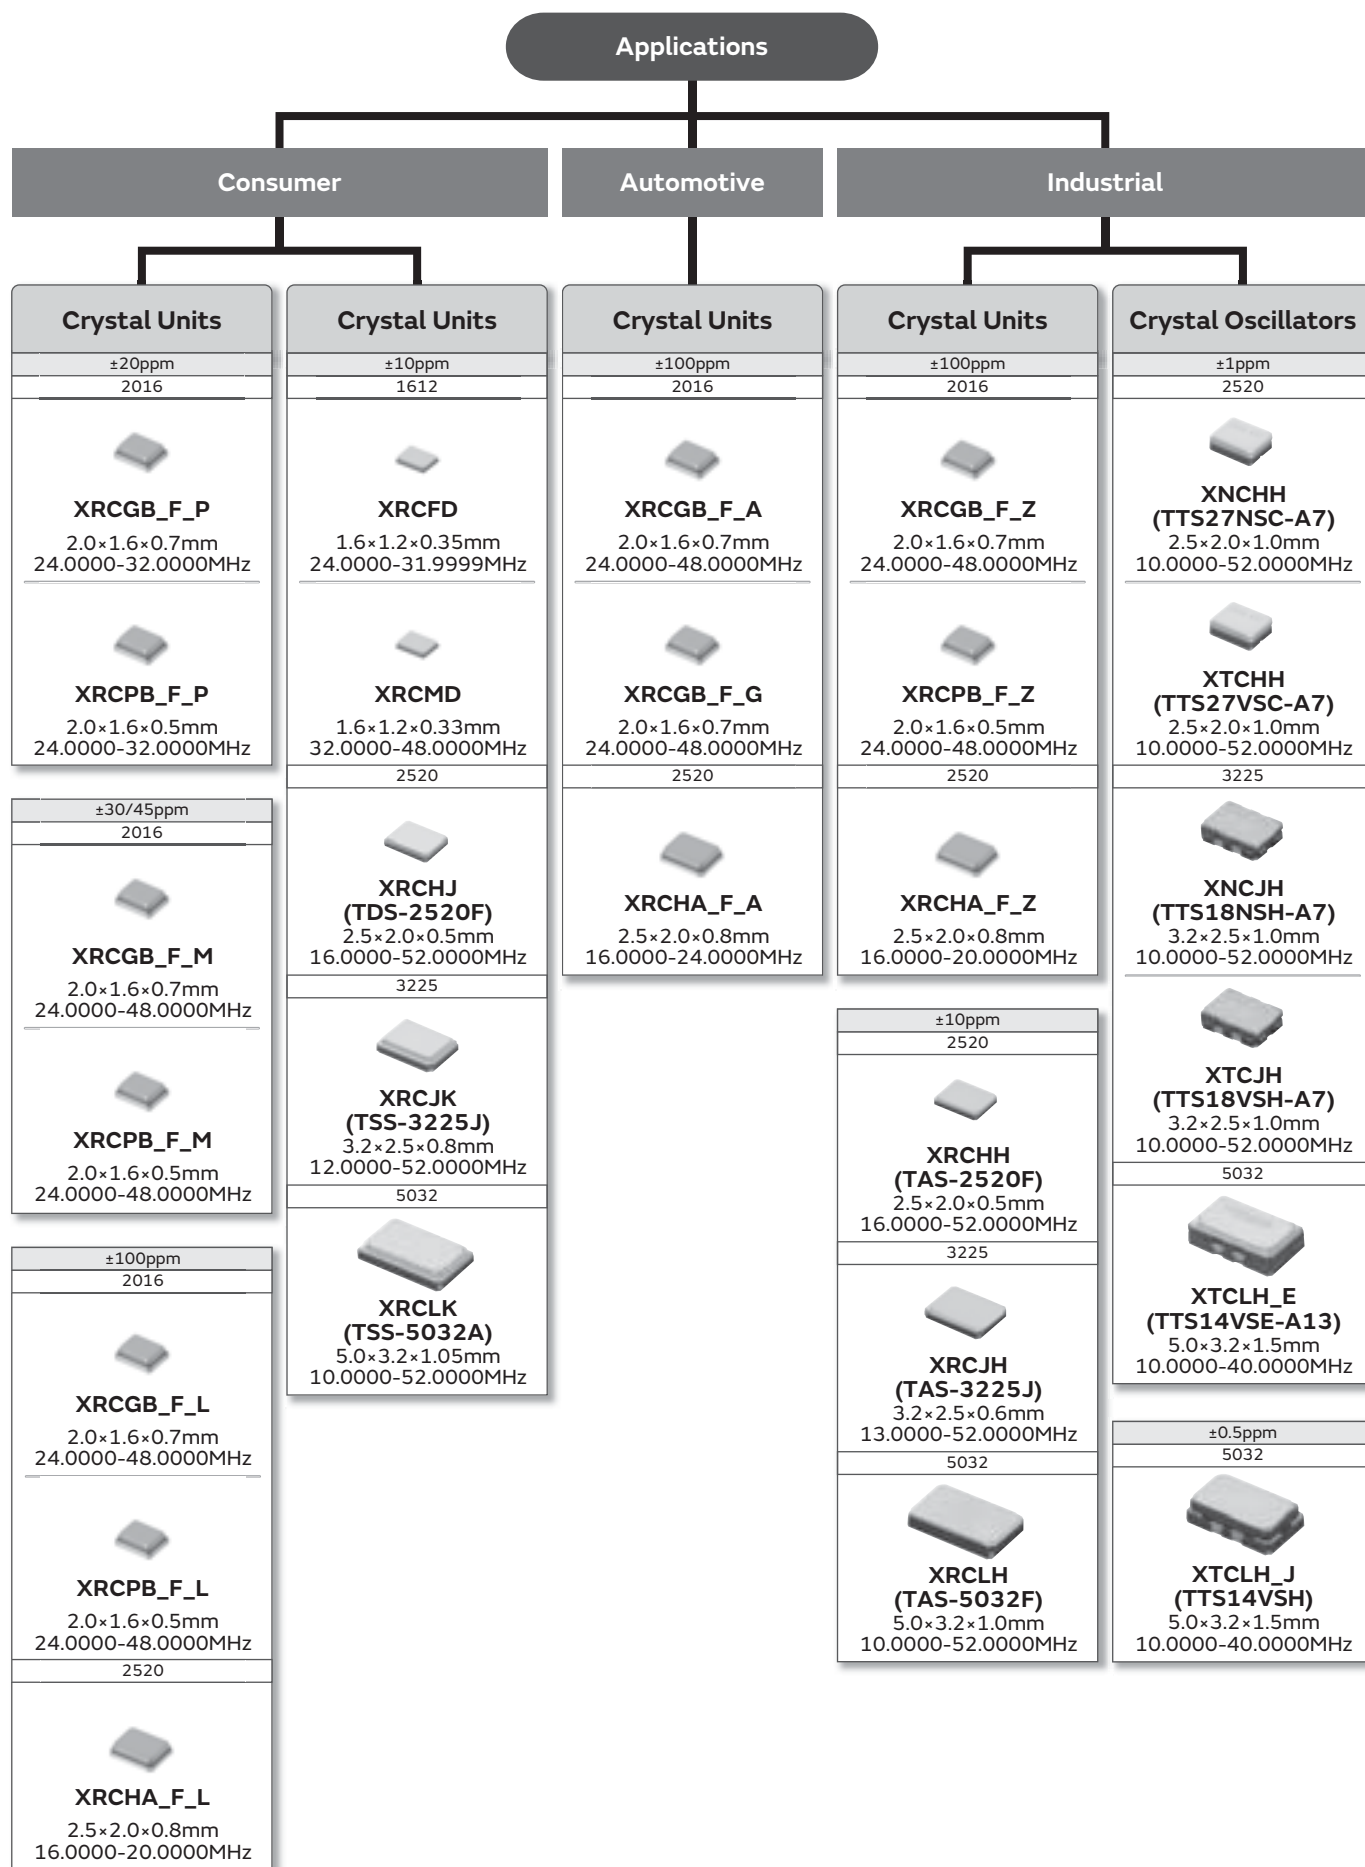 Applications
Consumer
Automotive
Industrial
Crystal Units
±20ppm
2016
XRCGB_F_P
2.0×1.6×0.7mm
24.0000-32.0000MHz
XRCPB_F_P
2.0×1.6×0.5mm
24.0000-32.0000MHz
±30/45ppm
2016
XRCGB_F_M
2.0×1.6×0.7mm
24.0000-48.0000MHz
XRCPB_F_M
2.0×1.6×0.5mm
24.0000-48.0000MHz
±100ppm
2016
XRCGB_F_L
2.0×1.6×0.7mm
24.0000-48.0000MHz
XRCPB_F_L
2.0×1.6×0.5mm
24.0000-48.0000MHz
2520
XRCHA_F_L
2.5×2.0×0.8mm
16.0000-20.0000MHz
Crystal Units
±10ppm
1612
XRCFD
1.6×1.2×0.35mm
24.0000-31.9999MHz
XRCMD
1.6×1.2×0.33mm
32.0000-48.0000MHz
2520
XRCHJ
(TDS-2520F)
2.5×2.0×0.5mm
16.0000-52.0000MHz
3225
XRCJK
(TSS-3225J)
3.2×2.5×0.8mm
12.0000-52.0000MHz
5032
XRCLK
(TSS-5032A)
5.0×3.2×1.05mm
10.0000-52.0000MHz
Crystal Units
±100ppm
2016
XRCGB_F_A
2.0×1.6×0.7mm
24.0000-48.0000MHz
XRCGB_F_G
2.0×1.6×0.7mm
24.0000-48.0000MHz
2520
XRCHA_F_A
2.5×2.0×0.8mm
16.0000-24.0000MHz
Crystal Units
±100ppm
2016
XRCGB_F_Z
2.0×1.6×0.7mm
24.0000-48.0000MHz
XRCPB_F_Z
2.0×1.6×0.5mm
24.0000-48.0000MHz
2520
XRCHA_F_Z
2.5×2.0×0.8mm
16.0000-20.0000MHz
±10ppm
2520
XRCHH
(TAS-2520F)
2.5×2.0×0.5mm
16.0000-52.0000MHz
3225
XRCJH
(TAS-3225J)
3.2×2.5×0.6mm
13.0000-52.0000MHz
5032
XRCLH
(TAS-5032F)
5.0×3.2×1.0mm
10.0000-52.0000MHz
Crystal Oscillators
±1ppm
2520
XNCHH
(TTS27NSC-A7)
2.5×2.0×1.0mm
10.0000-52.0000MHz
XTCHH
(TTS27VSC-A7)
2.5×2.0×1.0mm
10.0000-52.0000MHz
3225
XNCJH
(TTS18NSH-A7)
3.2×2.5×1.0mm
10.0000-52.0000MHz
XTCJH
(TTS18VSH-A7)
3.2×2.5×1.0mm
10.0000-52.0000MHz
5032
XTCLH_E
(TTS14VSE-A13)
5.0×3.2×1.5mm
10.0000-40.0000MHz
±0.5ppm
5032
XTCLH_J
(TTS14VSH)
5.0×3.2×1.5mm
10.0000-40.0000MHz